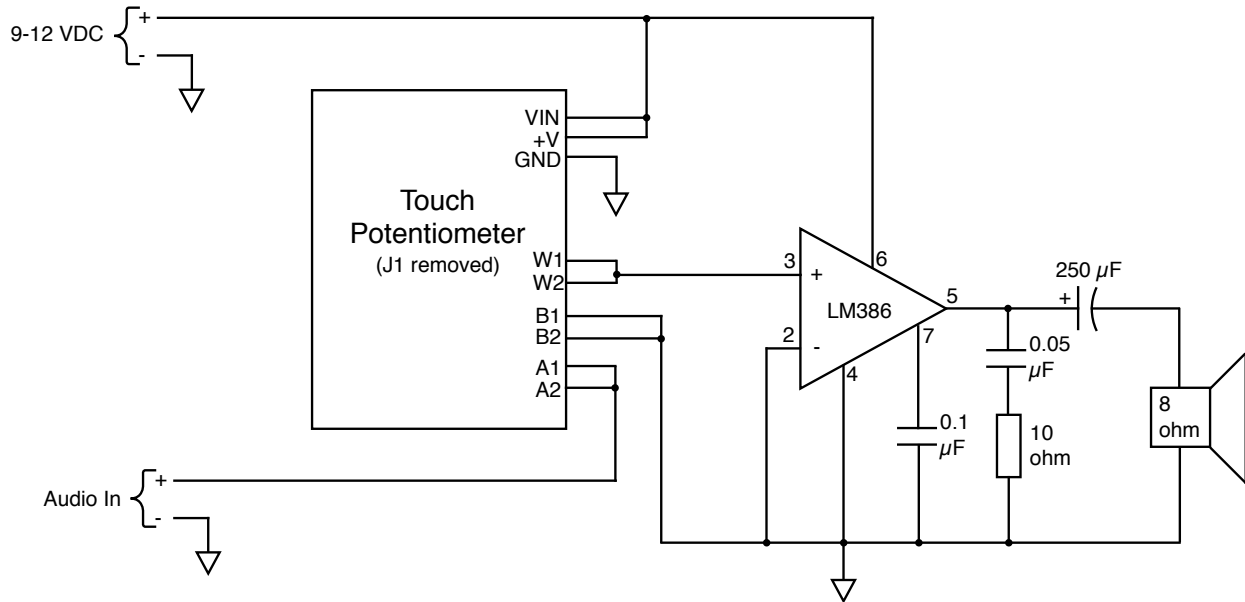 9-12 VDC
+
-
VIN
+V
GND
Touch
Potentiometer
(J1 removed)
W1
W2
B1
B2
A1
A2
Audio In
+
-
3
+
2
-
LM386
6
5
7
4
250 µF
+
0.05
µF
0.1
µF
10
ohm
8
ohm